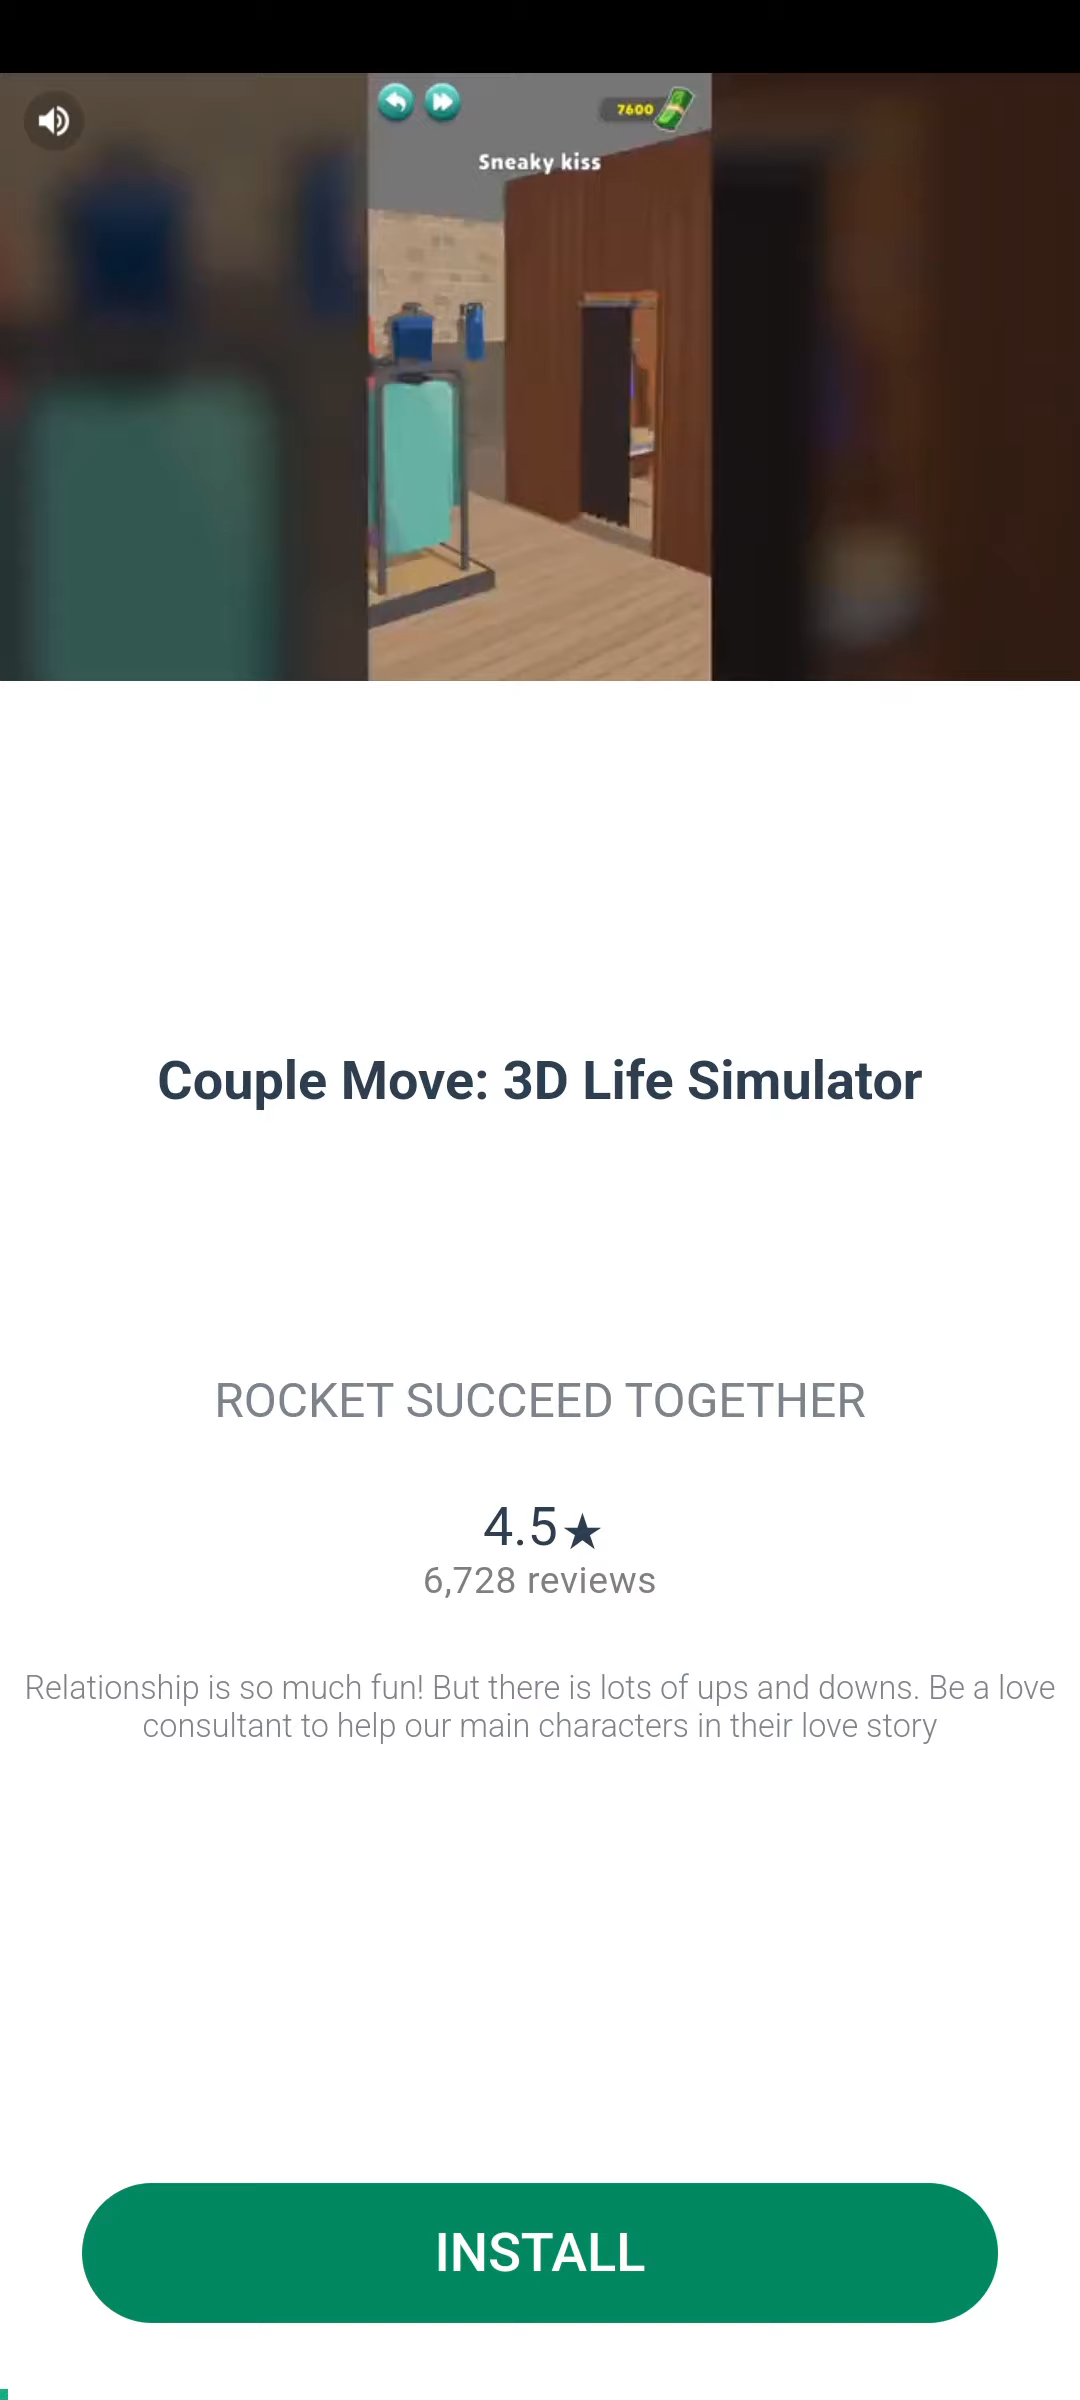 7600
Sneaky kiss
Couple Move: 3D Life Simulator
ROCKET SUCCEED TOGETHER
4.5★
6,728 reviews
Relationship is so much fun! But there is lots of ups and downs. Be a love
consultant to help our main characters in their love story
INSTALL